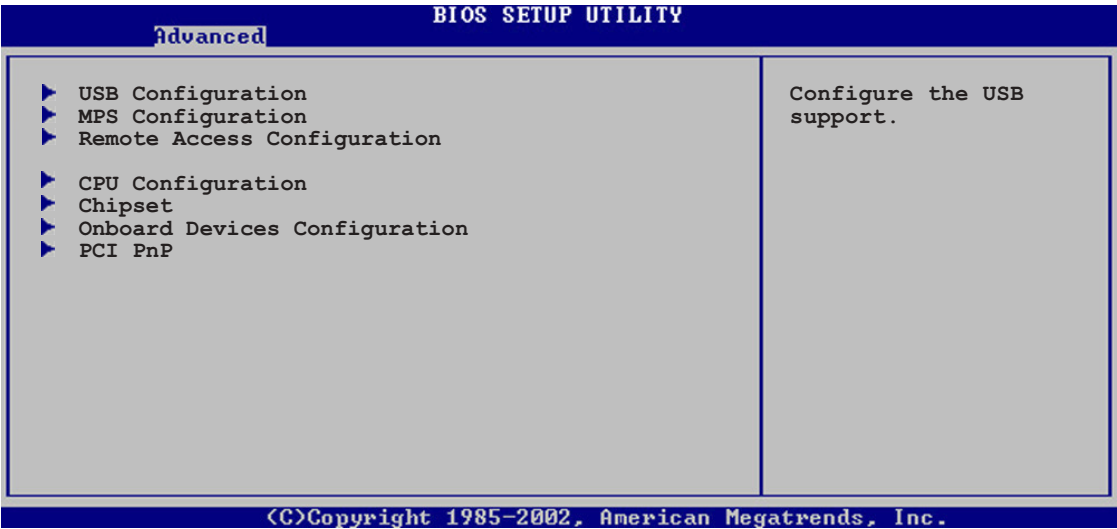 BIOS SETUP UTILITY
Advanced
USB Configuration
MPS Configuration
Remote Access Configuration
CPU Configuration
Chipset
Onboard Devices Configuration
PCI PnP
Configure the USB
support.
(C)Copyright 1985-2002, American Megatrends, Inc.